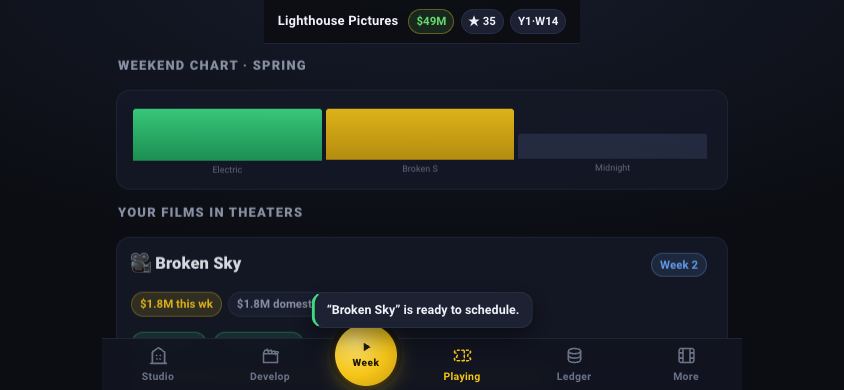 Lighthouse Pictures $49M ★ 35 Y1·W14
WEEKEND CHART · SPRING
Electric Broken S Midnight
YOUR FILMS IN THEATERS
Broken Sky Week 2
$1.8M this wk $1.8M domest
“Broken Sky” is ready to schedule.
Week
Studio Develop Playing Ledger More